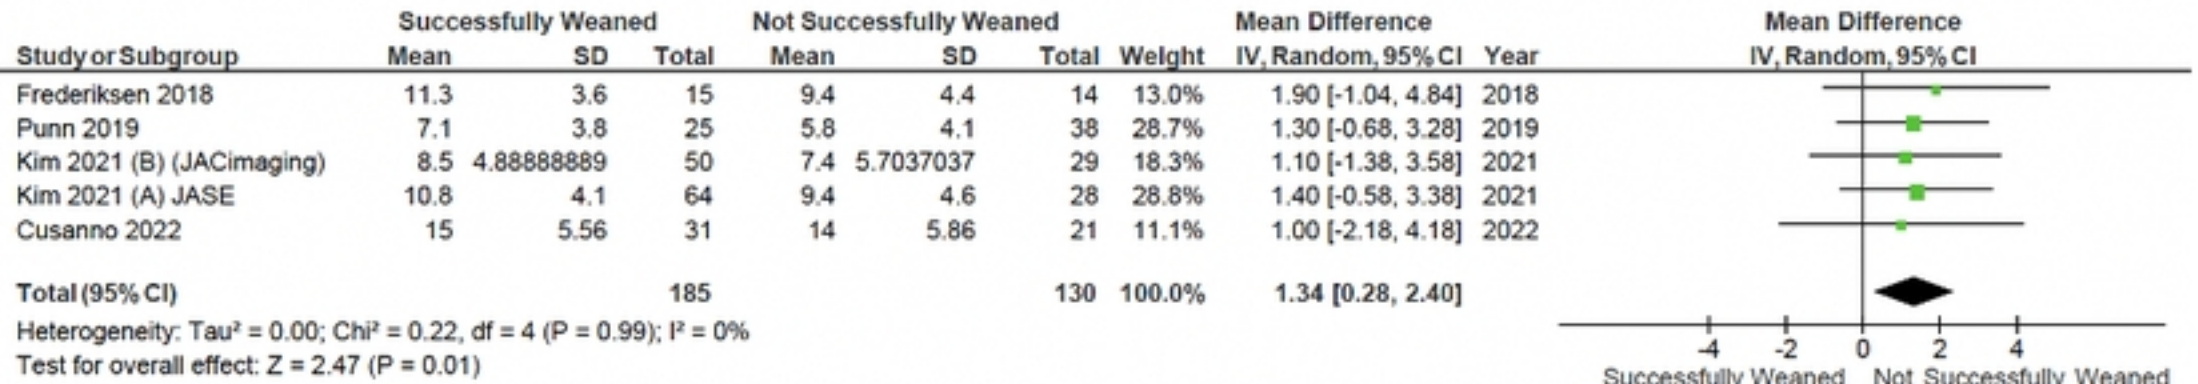 Successfully Weaned Not Successfully Weaned Mean Difference Mean Difference
Study or Subgroup Mean SD Total Mean SD Total Weight IV, Random, 95% CI Year IV, Random, 95% CI
Frederiksen 2018 11.3 3.6 15 9.4 4.4 14 13.0% 1.90 [-1.04, 4.84] 2018
Punn 2019 7.1 3.8 25 5.8 4.1 38 28.7% 1.30 [-0.68, 3.28] 2019
Kim 2021 (B) (JACimaging) 8.5 4.88888889 50 7.4 5.7037037 29 18.3% 1.10 [-1.38, 3.58] 2021
Kim 2021 (A) JASE 10.8 4.1 64 9.4 4.6 28 28.8% 1.40 [-0.58, 3.38] 2021
Cusanno 2022 15 5.56 31 14 5.86 21 11.1% 1.00 [-2.18, 4.18] 2022
Total (95% CI) 185 130 100.0% 1.34 [0.28, 2.40]
Heterogeneity: Tau² = 0.00; Chi² = 0.22, df = 4 (P = 0.99); I² = 0%
Test for overall effect: Z = 2.47 (P = 0.01)
-4 -2 0 2 4
Successfully Weaned Not Successfully Weaned